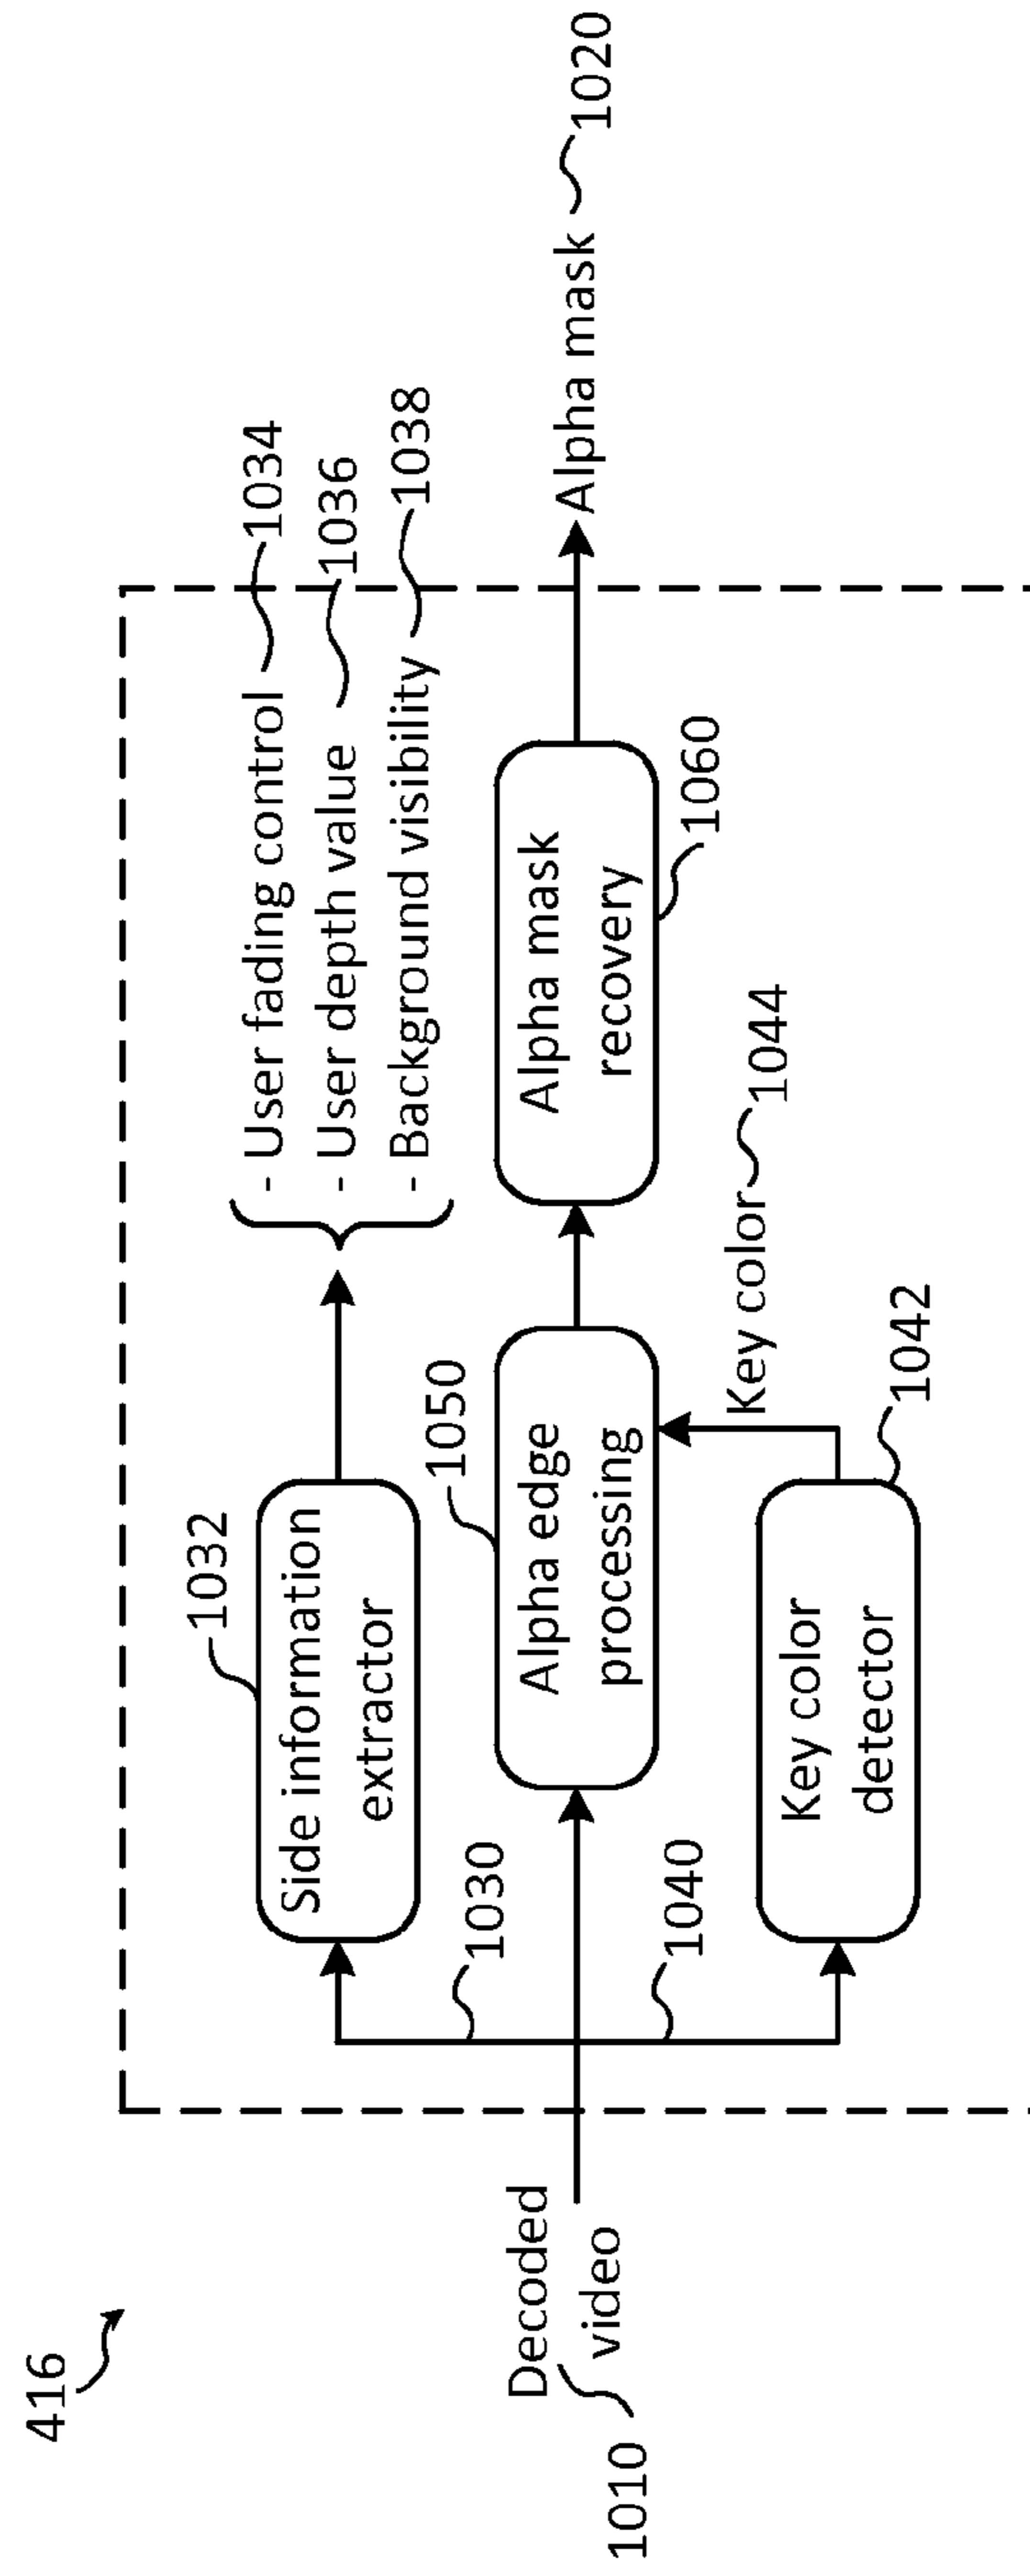 416
1010
Decoded
video
1030
1040
1032
Side information
extractor
- User fading control
1034
- User depth value
1036
- Background visibility
1038
1050
Alpha edge
processing
Alpha mask
recovery
1060
Alpha mask
1020
Key color
1044
Key color
detector
1042